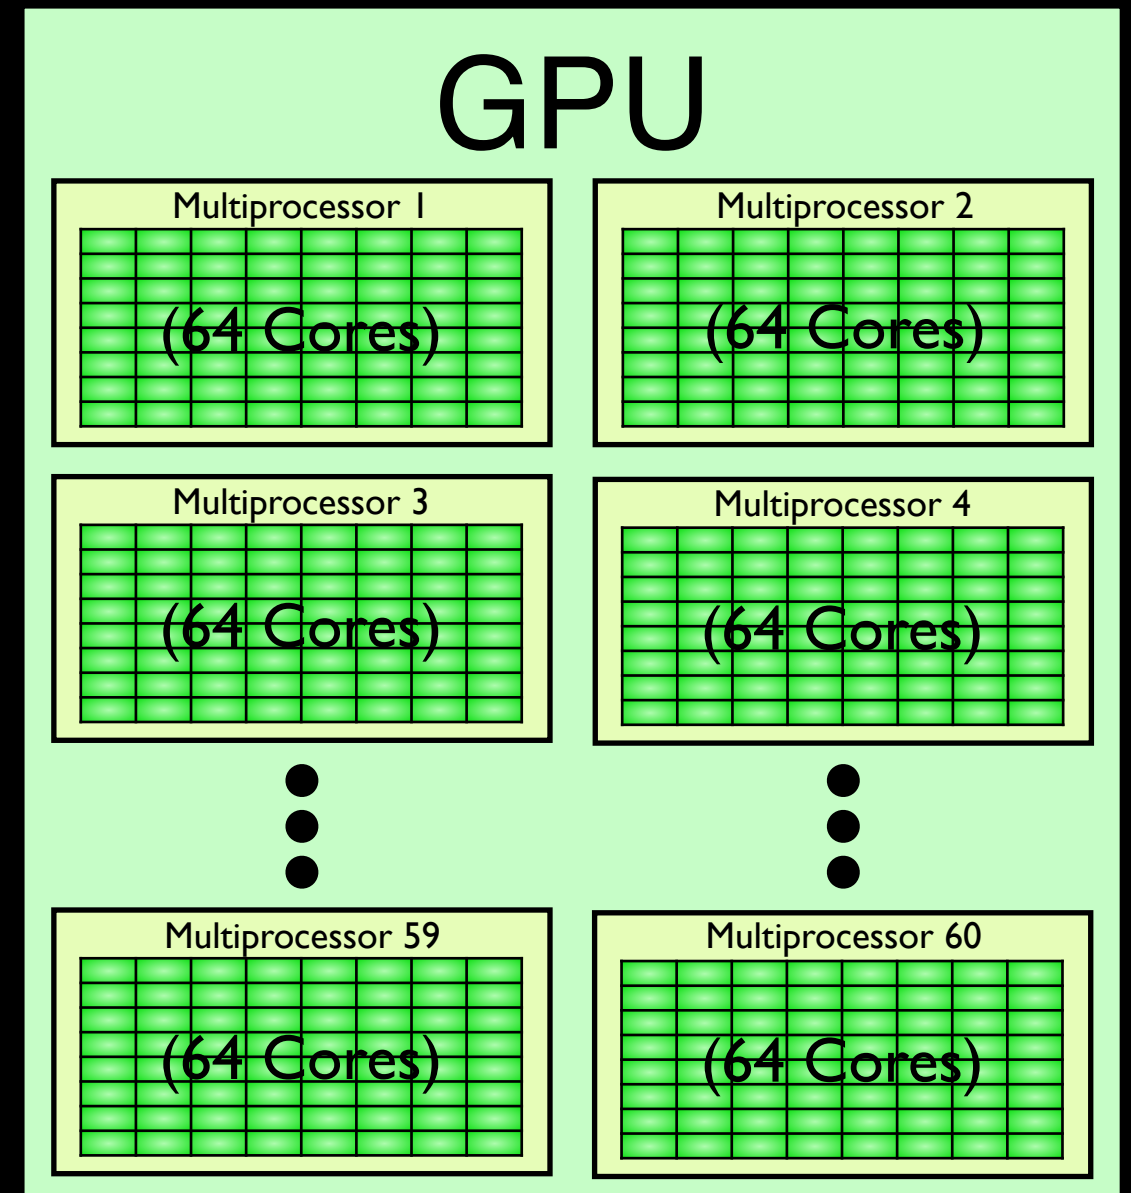 GPU
Multiprocessor 1
(64 Cores)
Multiprocessor 2
(64 Cores)
Multiprocessor 3
(64 Cores)
Multiprocessor 4
(64 Cores)
Multiprocessor 59
(64 Cores)
Multiprocessor 60
(64 Cores)